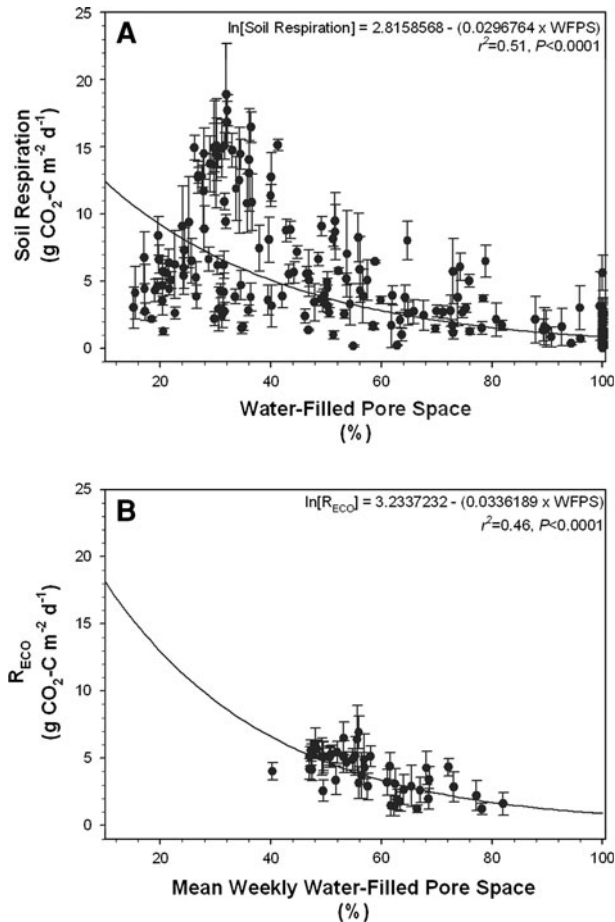 A
ln[Soil Respiration] = 2.8158568 - (0.0296764 x WFPS)
r²=0.51, P<0.0001
25
20
15
10
5
0
Soil Respiration
(g CO₂-C m⁻² d⁻¹)
20 40 60 80 100
Water-Filled Pore Space
(%)
B
ln[R_ECO] = 3.2337232 - (0.0336189 x WFPS)
r²=0.46, P<0.0001
25
20
15
10
5
0
R_ECO
(g CO₂-C m⁻² d⁻¹)
20 40 60 80 100
Mean Weekly Water-Filled Pore Space
(%)